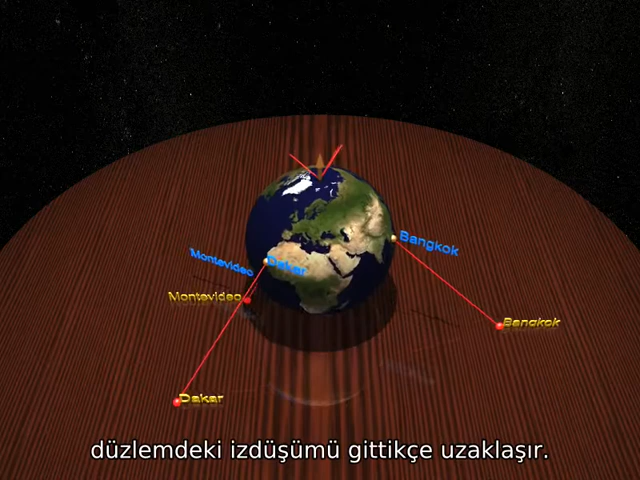 Bangkok
Montevideo
Dakar
Montevideo
Bangkok
Dakar
düzlemdeki izdüşümü gittikçe uzaklaşır.